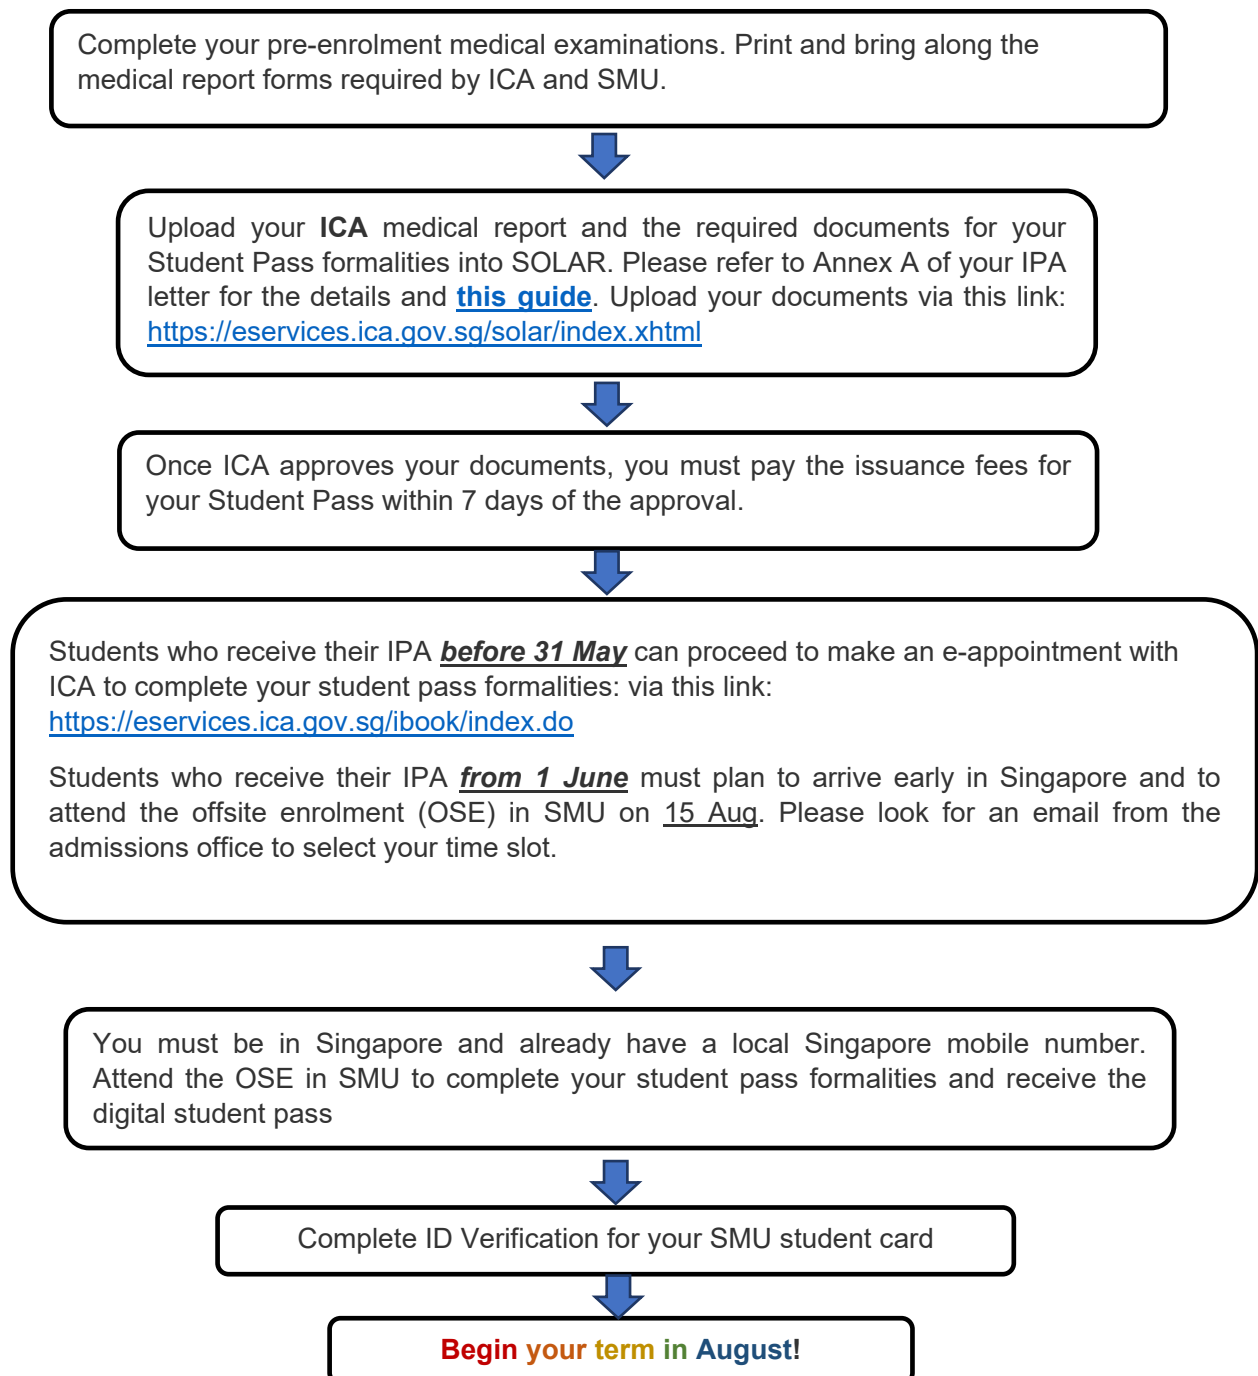 Complete your pre-enrolment medical examinations. Print and bring along the
medical report forms required by ICA and SMU.
Upload your ICA medical report and the required documents for your
Student Pass formalities into SOLAR. Please refer to Annex A of your IPA
letter for the details and this guide. Upload your documents via this link:
https://eservices.ica.gov.sg/solar/index.xhtml
Once ICA approves your documents, you must pay the issuance fees for
your Student Pass within 7 days of the approval.
Students who receive their IPA before 31 May can proceed to make an e-appointment with
ICA to complete your student pass formalities: via this link:
https://eservices.ica.gov.sg/ibook/index.do
Students who receive their IPA from 1 June must plan to arrive early in Singapore and to
attend the offsite enrolment (OSE) in SMU on 15 Aug. Please look for an email from the
admissions office to select your time slot.
You must be in Singapore and already have a local Singapore mobile number.
Attend the OSE in SMU to complete your student pass formalities and receive the
digital student pass
Complete ID Verification for your SMU student card
Begin your term in August!